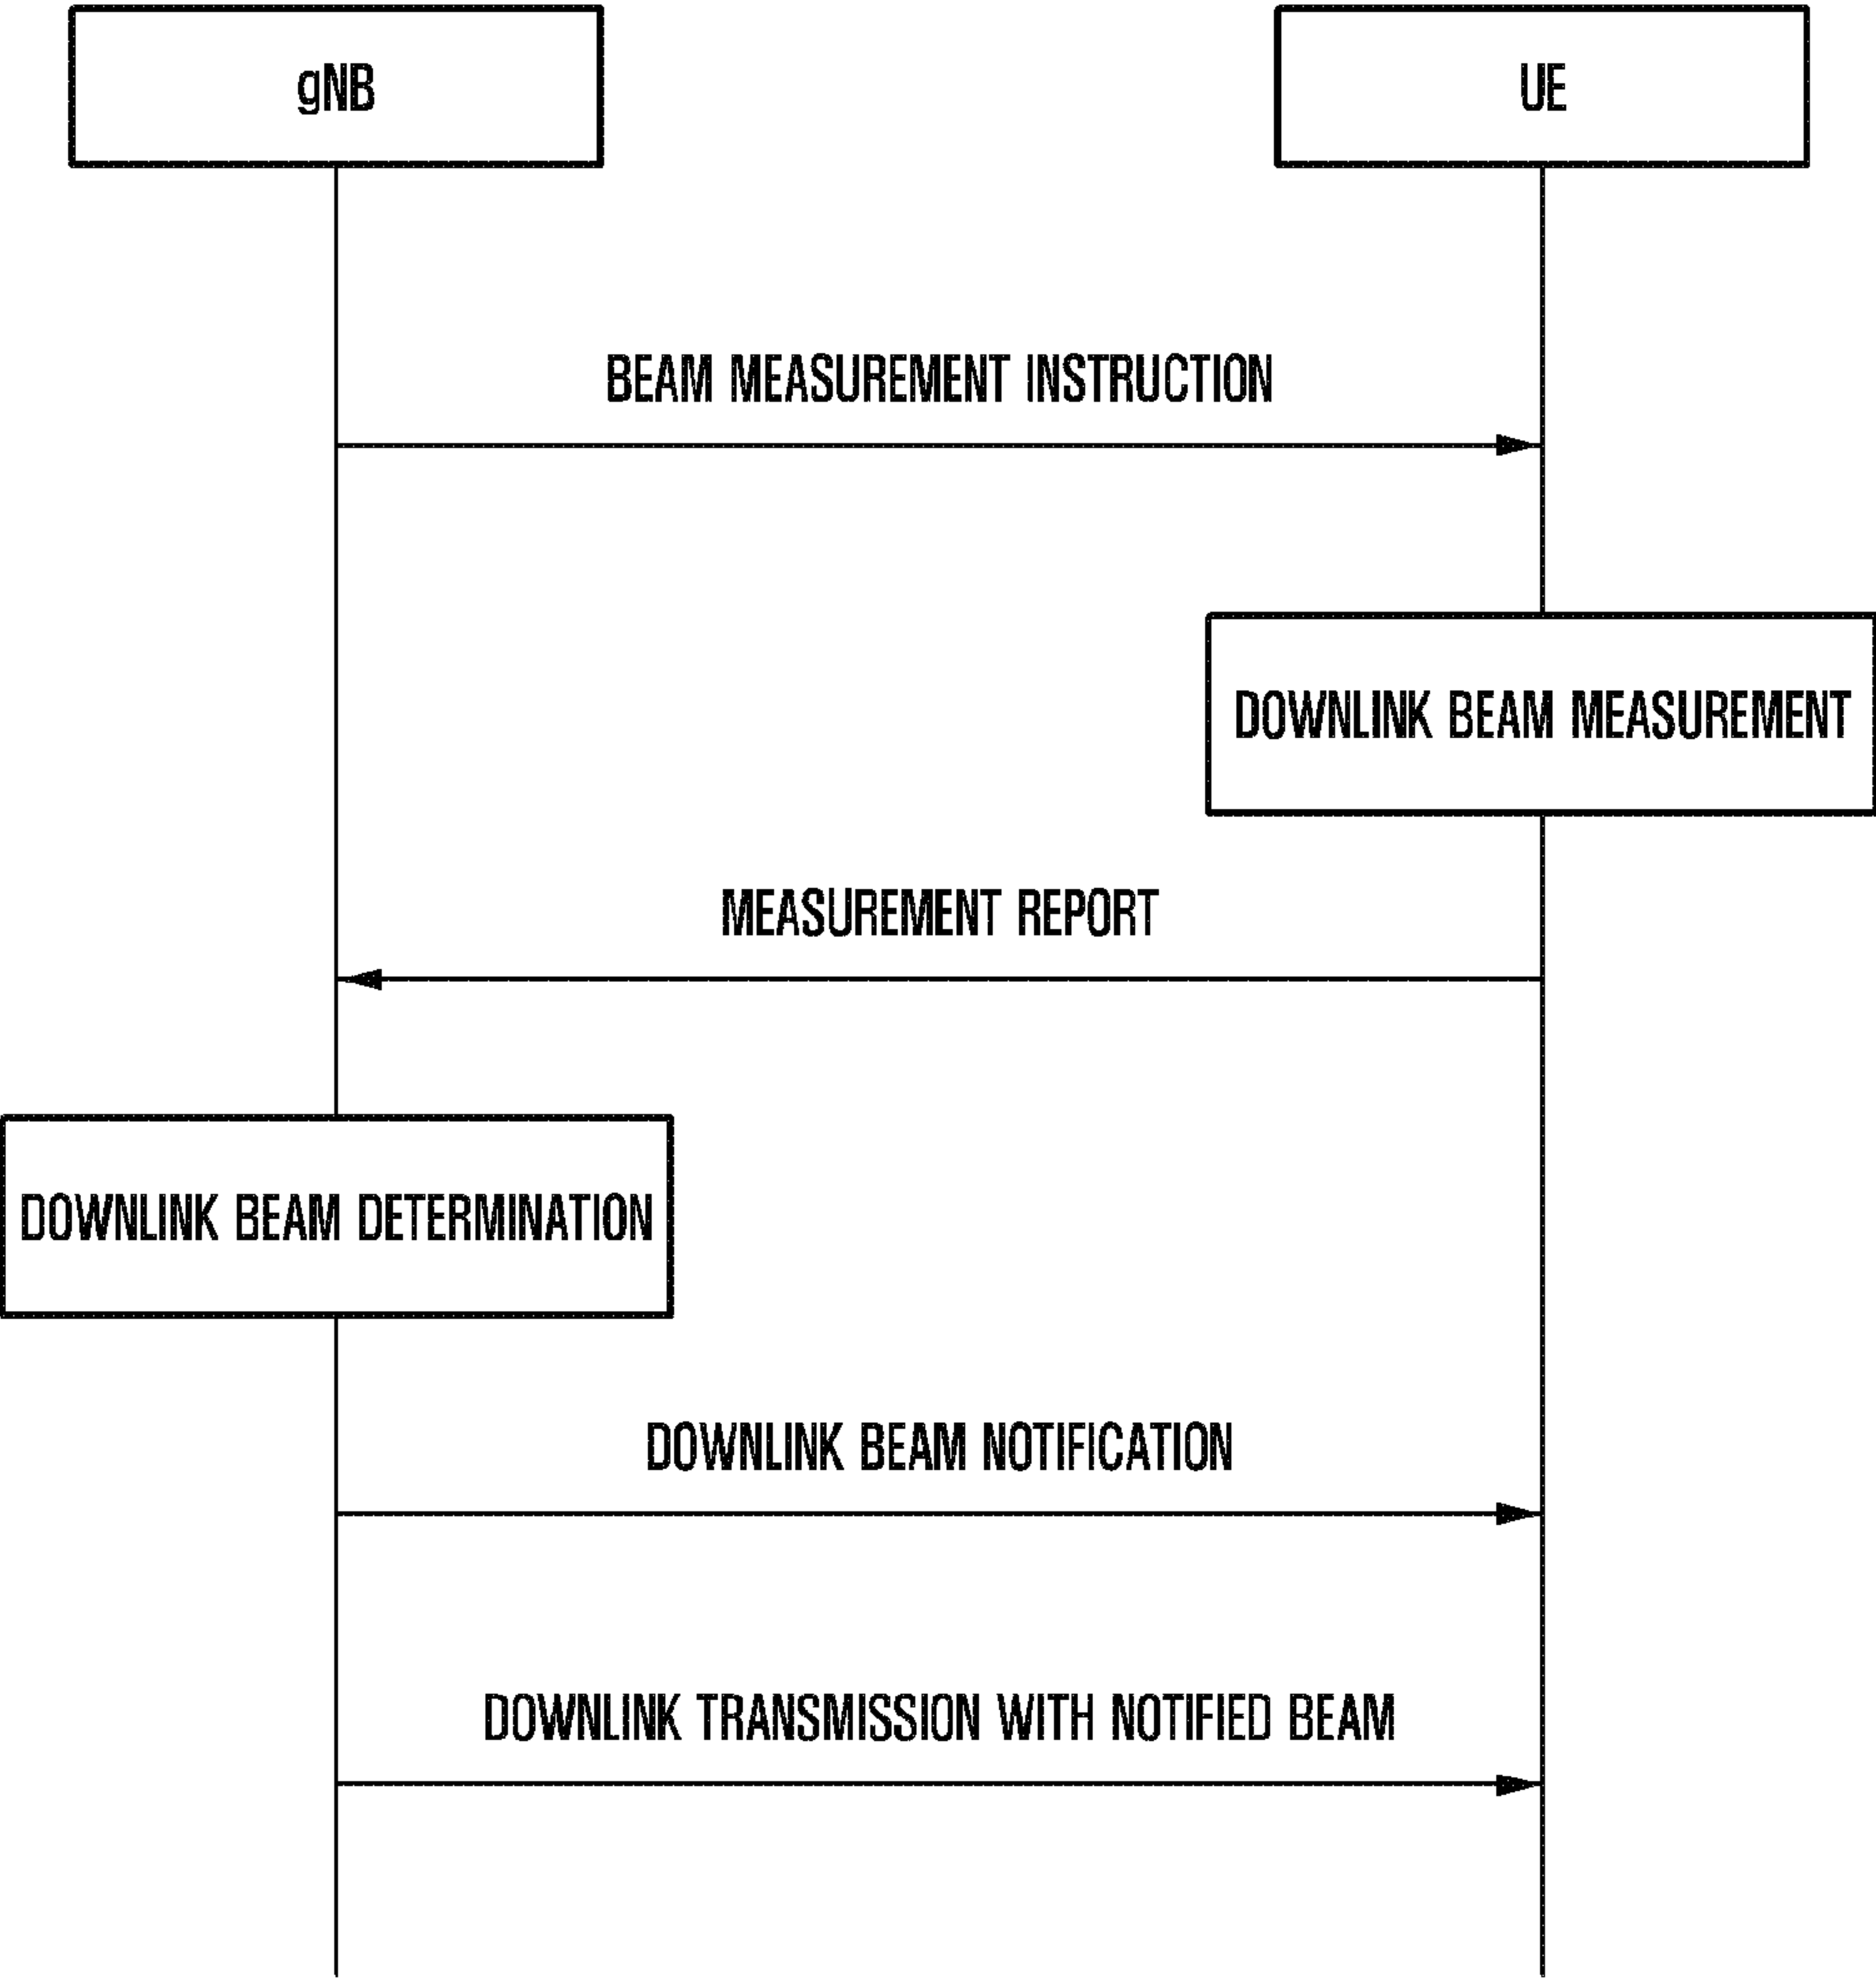 gNB
UE
BEAM MEASUREMENT INSTRUCTION
DOWNLINK BEAM MEASUREMENT
MEASUREMENT REPORT
DOWNLINK BEAM DETERMINATION
DOWNLINK BEAM NOTIFICATION
DOWNLINK TRANSMISSION WITH NOTIFIED BEAM